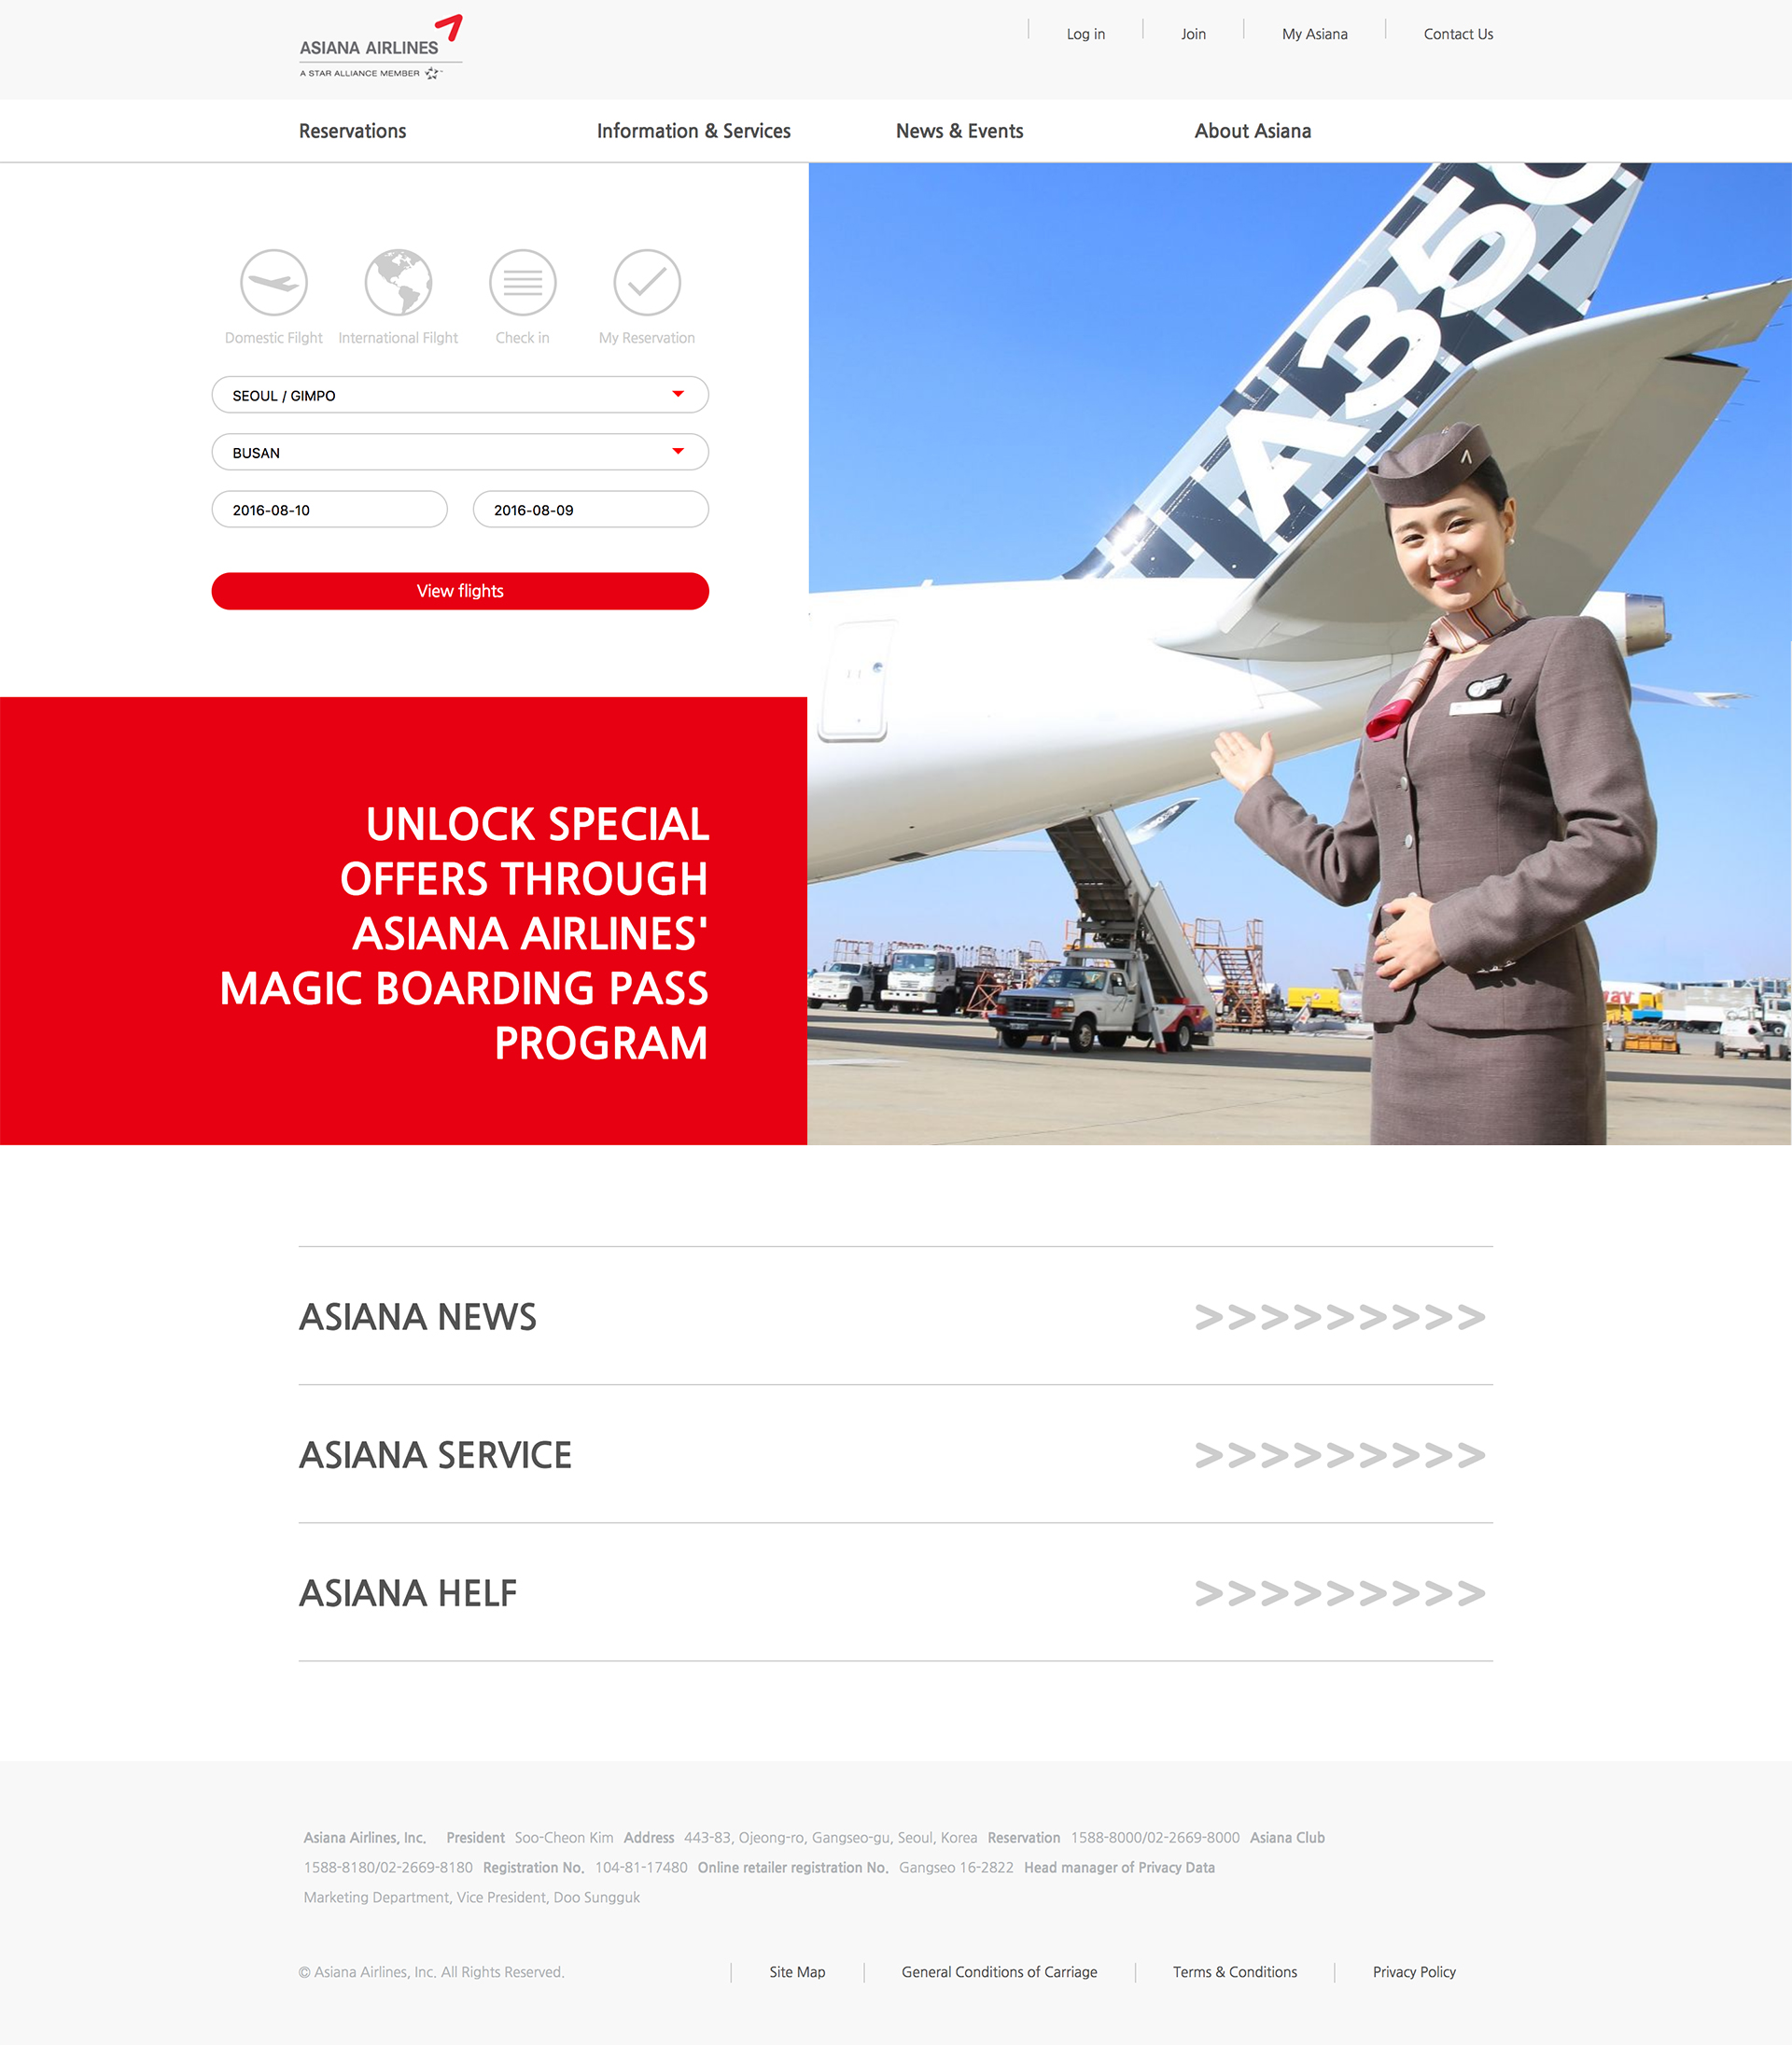 ASIANA AIRLINES
A STAR ALLIANCE MEMBER
Log in
Join
My Asiana
Contact Us
Reservations
Information & Services
News & Events
About Asiana
Domestic Filght
International Filght
Check in
My Reservation
SEOUL / GIMPO
BUSAN
2016-08-10
2016-08-09
View flights
A350
UNLOCK SPECIAL
OFFERS THROUGH
ASIANA AIRLINES'
MAGIC BOARDING PASS
PROGRAM
ASIANA NEWS >>>>>>>>>
ASIANA SERVICE >>>>>>>>>
ASIANA HELF >>>>>>>>>
Asiana Airlines, Inc. President Soo-Cheon Kim Address 443-83, Ojeong-ro, Gangseo-gu, Seoul, Korea Reservation 1588-8000/02-2669-8000 Asiana Club
1588-8180/02-2669-8180 Registration No. 104-81-17480 Online retailer registration No. Gangseo 16-2822 Head manager of Privacy Data
Marketing Department, Vice President, Doo Sungguk
© Asiana Airlines, Inc. All Rights Reserved.
Site Map
General Conditions of Carriage
Terms & Conditions
Privacy Policy